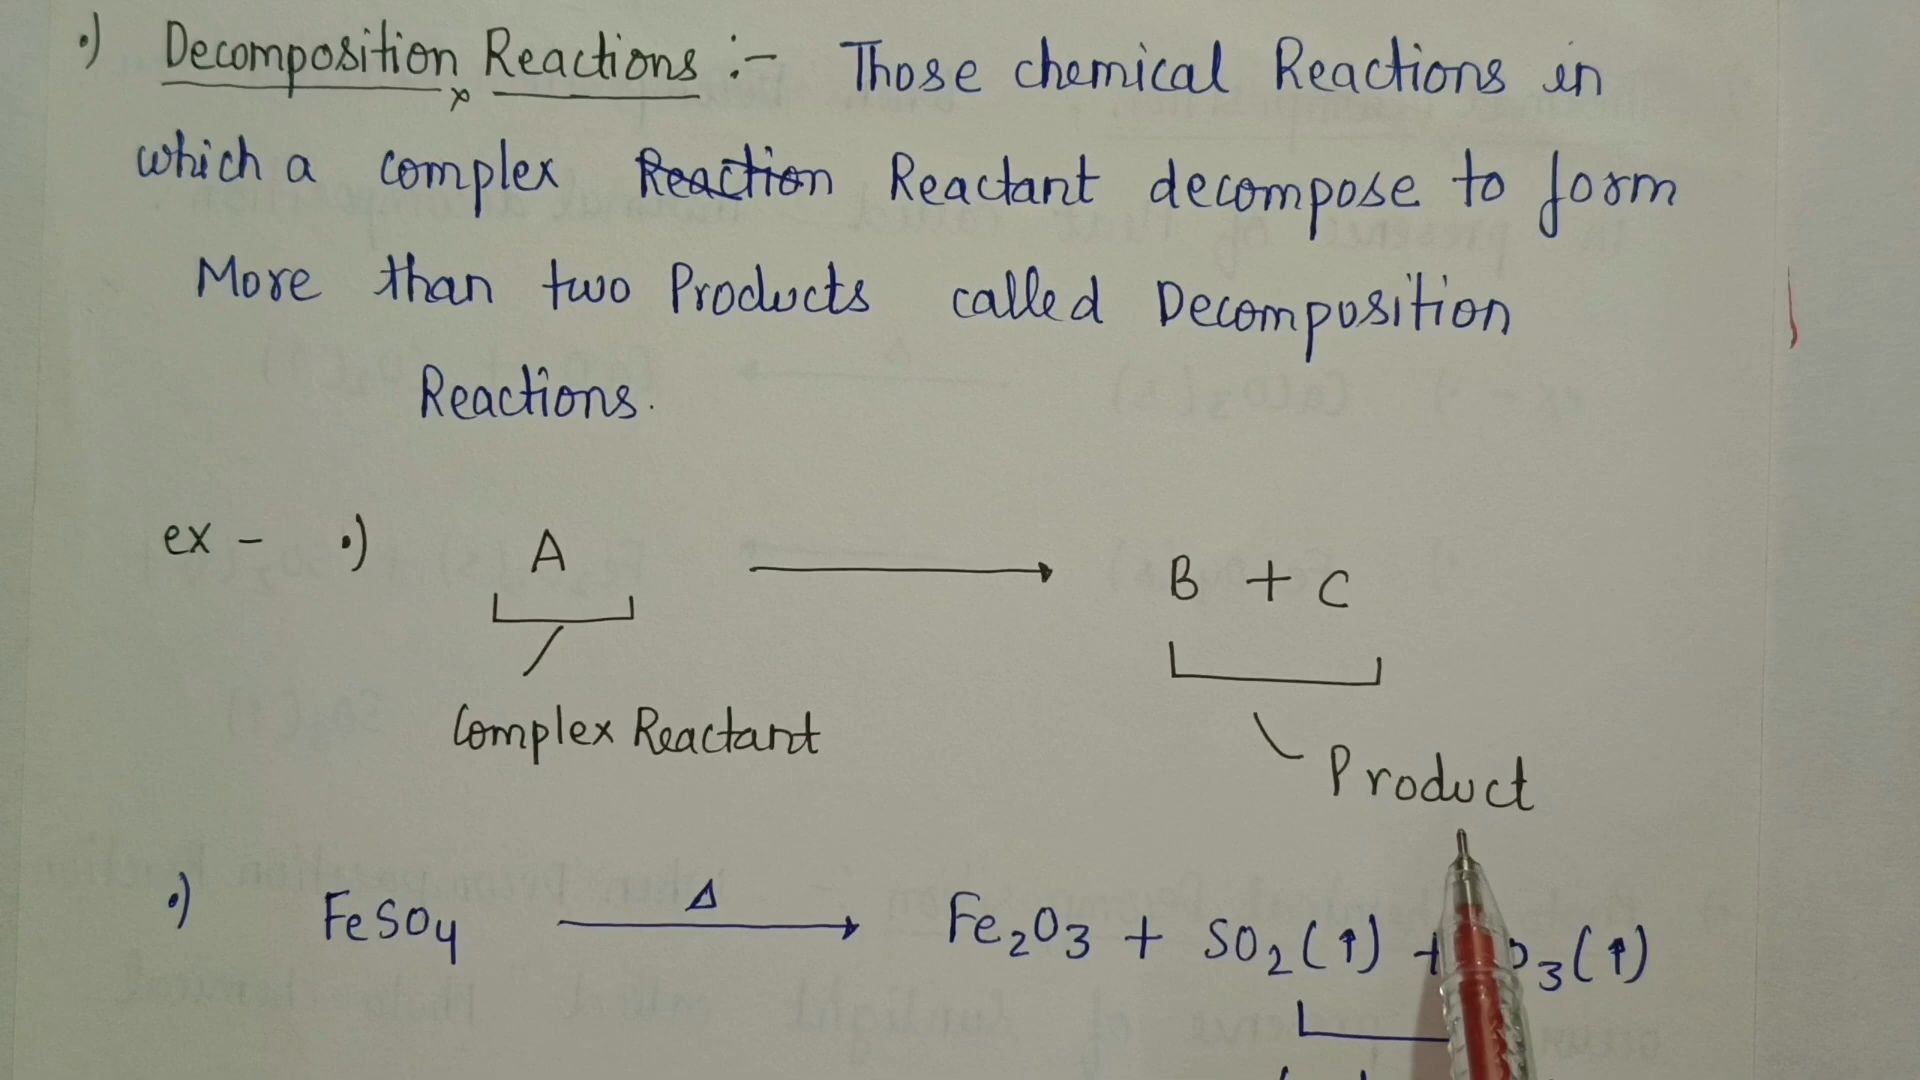 •) Decomposition Reactions :- Those chemical Reactions in
which a complex Reaction Reactant decompose to form
More than two Products called Decomposition
Reactions.
ex - •) A → B + C
Complex Reactant
Product
•) FeSO4 Δ→ Fe2O3 + SO2(↑) + O3(↑)